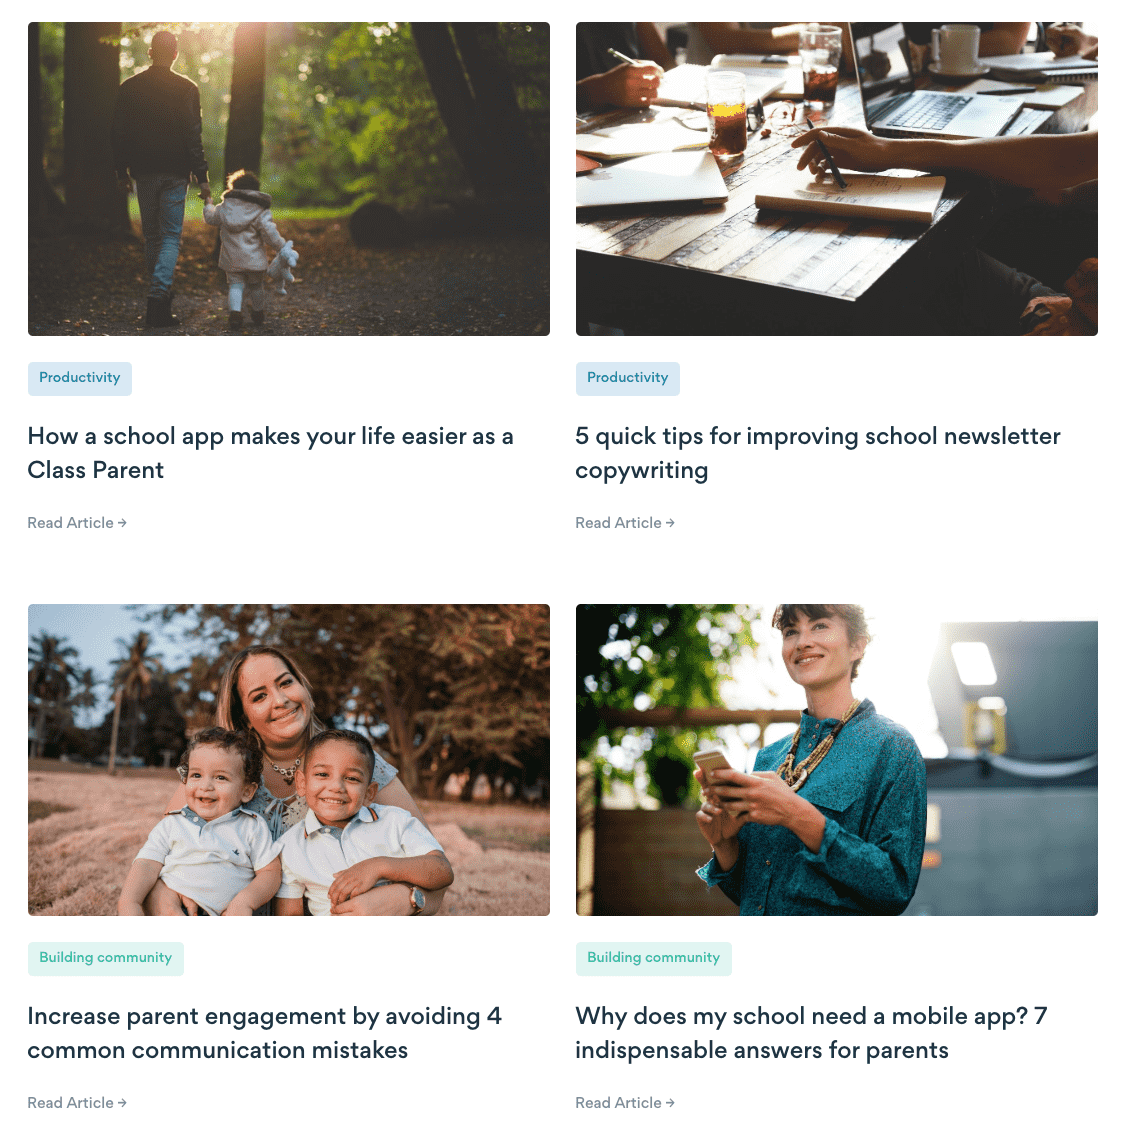 Productivity
How a school app makes your life easier as a
Class Parent
Read Article →
Productivity
5 quick tips for improving school newsletter
copywriting
Read Article →
Building community
Increase parent engagement by avoiding 4
common communication mistakes
Read Article →
Building community
Why does my school need a mobile app? 7
indispensable answers for parents
Read Article →